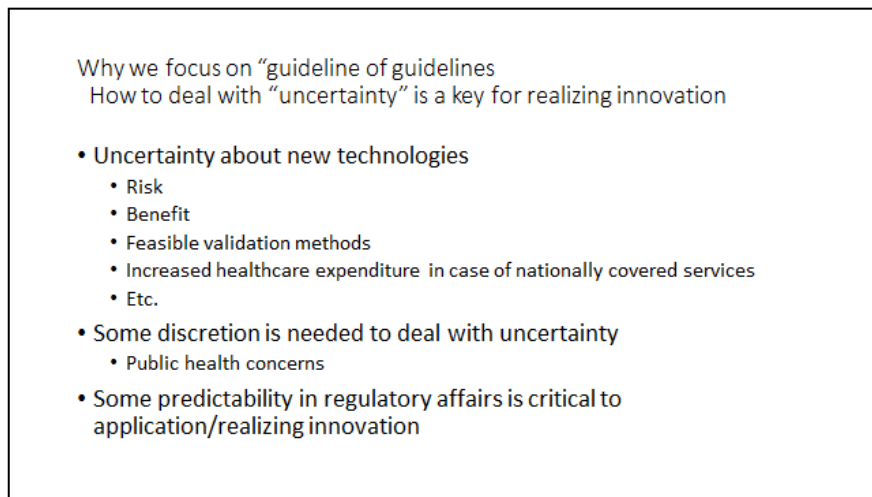 Why we focus on “guideline of guidelines
How to deal with “uncertainty” is a key for realizing innovation
• Uncertainty about new technologies
• Risk
• Benefit
• Feasible validation methods
• Increased healthcare expenditure in case of nationally covered services
• Etc.
• Some discretion is needed to deal with uncertainty
• Public health concerns
• Some predictability in regulatory affairs is critical to
application/realizing innovation